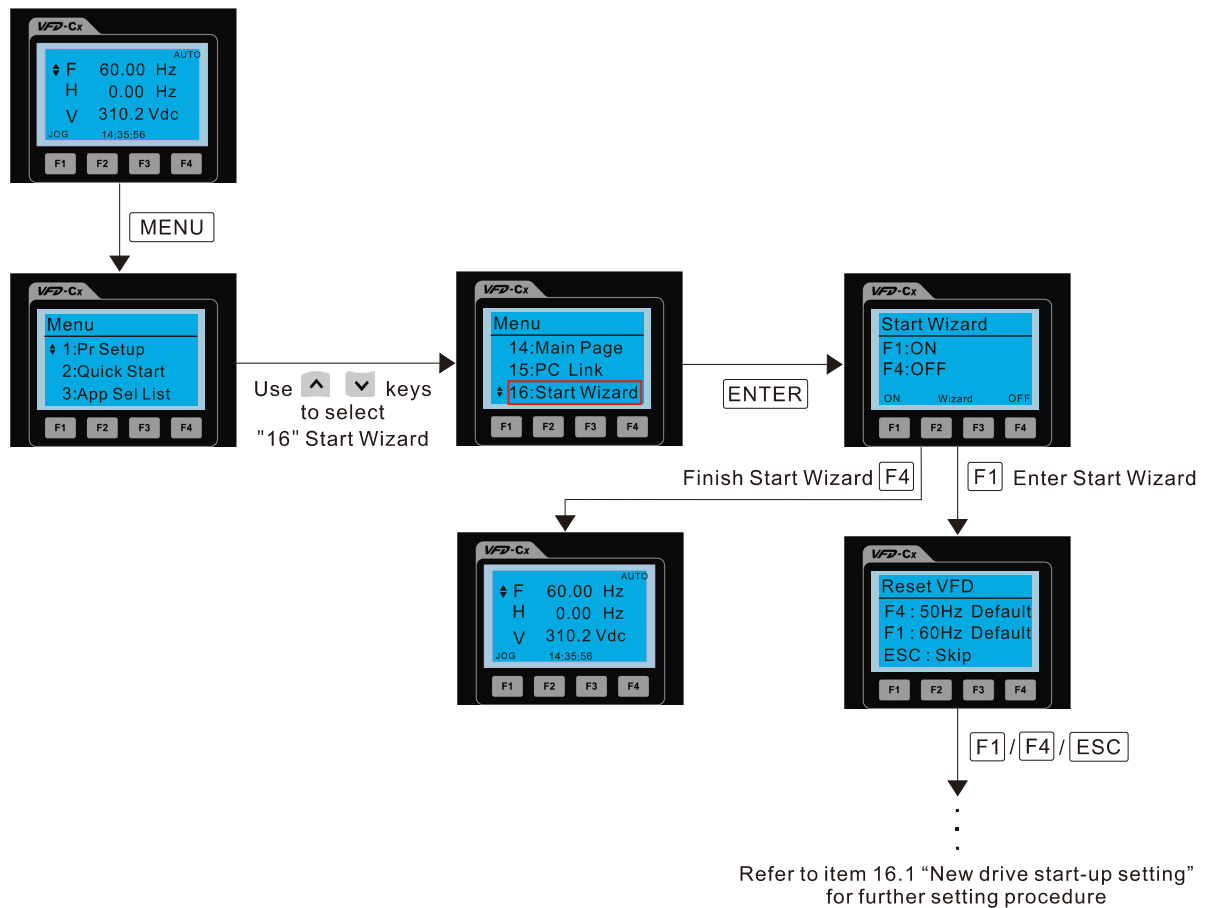 VFD-Cx
AUTO
F 60.00 Hz
H 0.00 Hz
V 310.2 Vdc
JOG 14:35:56
F1 F2 F3 F4
MENU
VFD-Cx
Menu
1:Pr Setup
2:Quick Start
3:App Sel List
F1 F2 F3 F4
Use keys
to select
"16" Start Wizard
VFD-Cx
Menu
14:Main Page
15:PC Link
16:Start Wizard
F1 F2 F3 F4
ENTER
VFD-Cx
Start Wizard
F1:ON
F4:OFF
ON Wizard OFF
F1 F2 F3 F4
Finish Start Wizard F4
F1 Enter Start Wizard
VFD-Cx
AUTO
F 60.00 Hz
H 0.00 Hz
V 310.2 Vdc
JOG 14:35:56
F1 F2 F3 F4
VFD-Cx
Reset VFD
F4 : 50Hz Default
F1 : 60Hz Default
ESC : Skip
F1 F2 F3 F4
F1 / F4 / ESC
Refer to item 16.1 “New drive start-up setting”
for further setting procedure